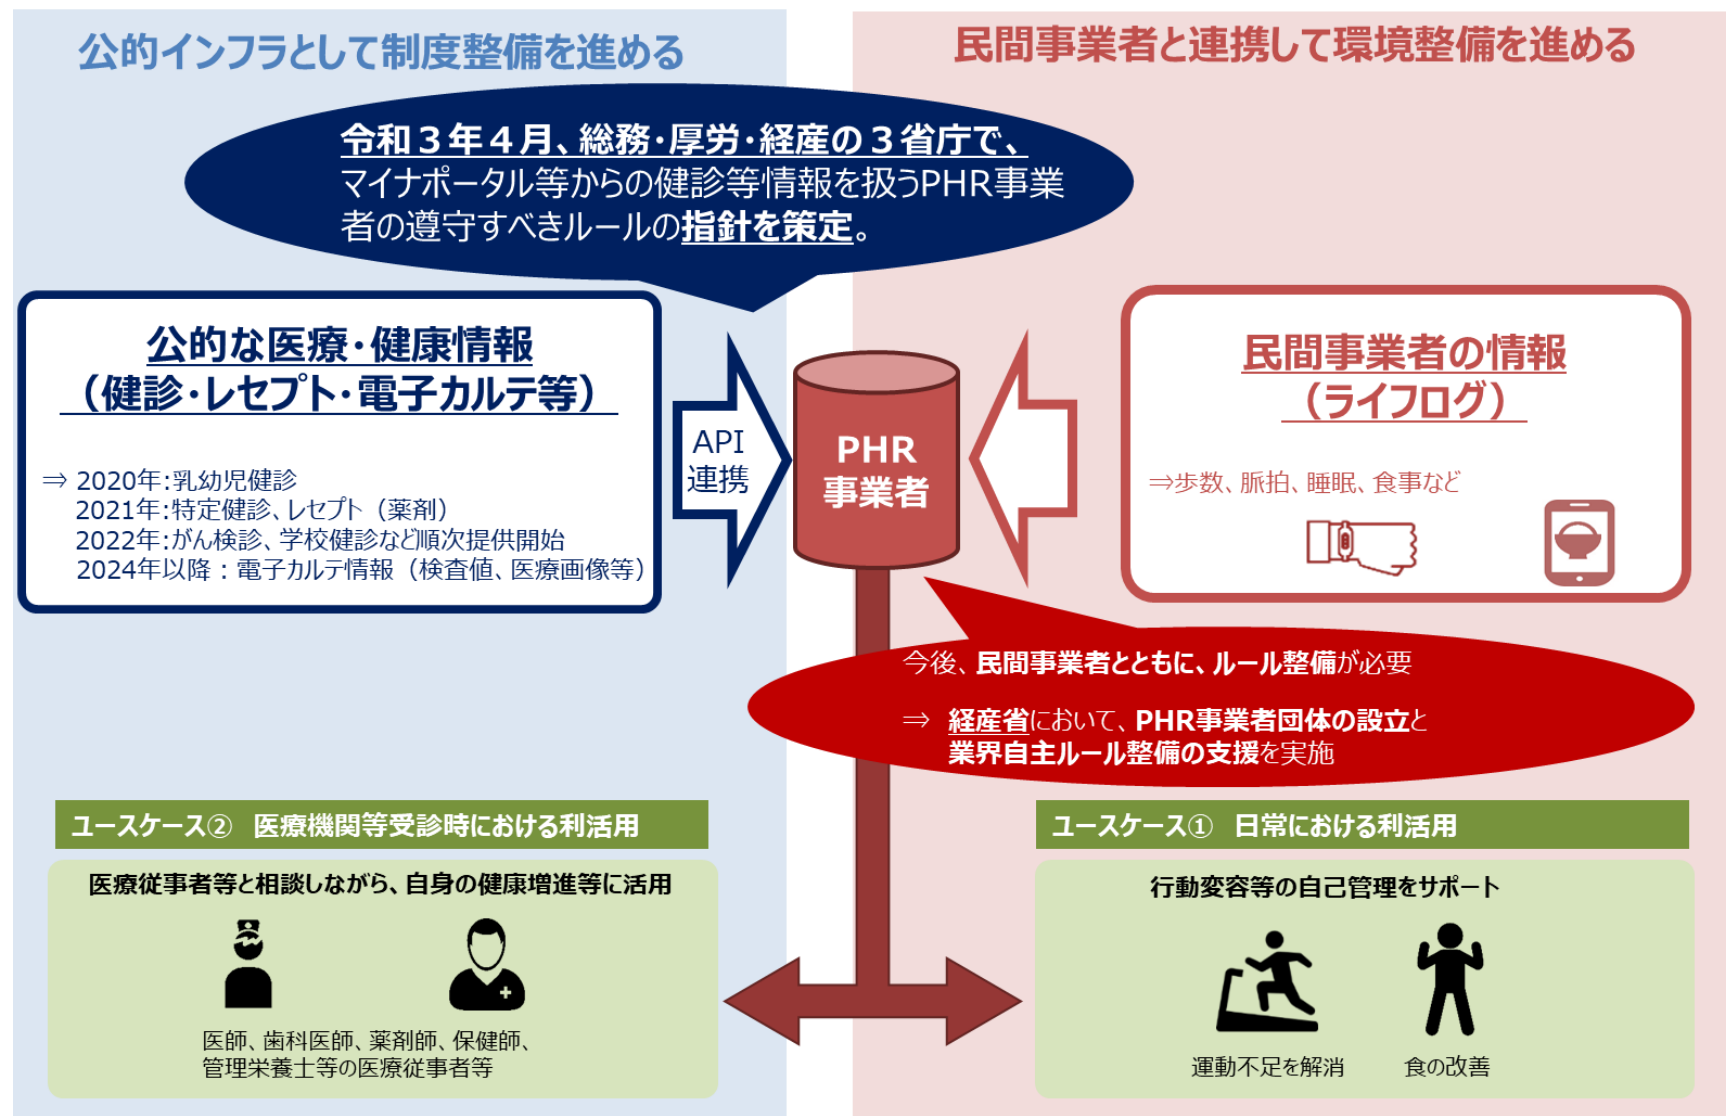 公的インフラとして制度整備を進める
民間事業者と連携して環境整備を進める
令和３年４月、総務・厚労・経産の３省庁で、
マイナポータル等からの健診等情報を扱うPHR事業
者の遵守すべきルールの指針を策定。
公的な医療・健康情報
（健診・レセプト・電子カルテ等）
⇒ 2020年:乳幼児健診
2021年:特定健診、レセプト（薬剤）
2022年:がん検診、学校健診など順次提供開始
2024年以降：電子カルテ情報（検査値、医療画像等）
API
連携
PHR
事業者
民間事業者の情報
（ライフログ）
⇒歩数、脈拍、睡眠、食事など
今後、民間事業者とともに、ルール整備が必要
⇒ 経産省において、PHR事業者団体の設立と
業界自主ルール整備の支援を実施
ユースケース② 医療機関等受診時における利活用
医療従事者等と相談しながら、自身の健康増進等に活用
医師、歯科医師、薬剤師、保健師、
管理栄養士等の医療従事者等
ユースケース① 日常における利活用
行動変容等の自己管理をサポート
運動不足を解消
食の改善